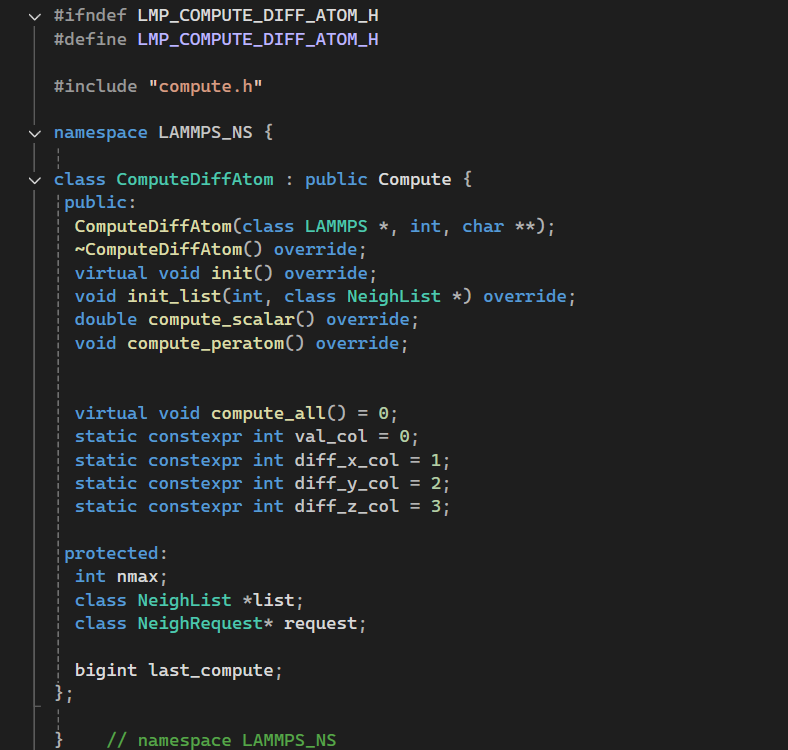 #ifndef LMP_COMPUTE_DIFF_ATOM_H
#define LMP_COMPUTE_DIFF_ATOM_H
#include "compute.h"
namespace LAMMPS_NS {
class ComputeDiffAtom : public Compute {
public:
ComputeDiffAtom(class LAMMPS *, int, char **);
~ComputeDiffAtom() override;
virtual void init() override;
void init_list(int, class NeighList *) override;
double compute_scalar() override;
void compute_peratom() override;
virtual void compute_all() = 0;
static constexpr int val_col = 0;
static constexpr int diff_x_col = 1;
static constexpr int diff_y_col = 2;
static constexpr int diff_z_col = 3;
protected:
int nmax;
class NeighList *list;
class NeighRequest* request;
bigint last_compute;
};
} // namespace LAMMPS_NS